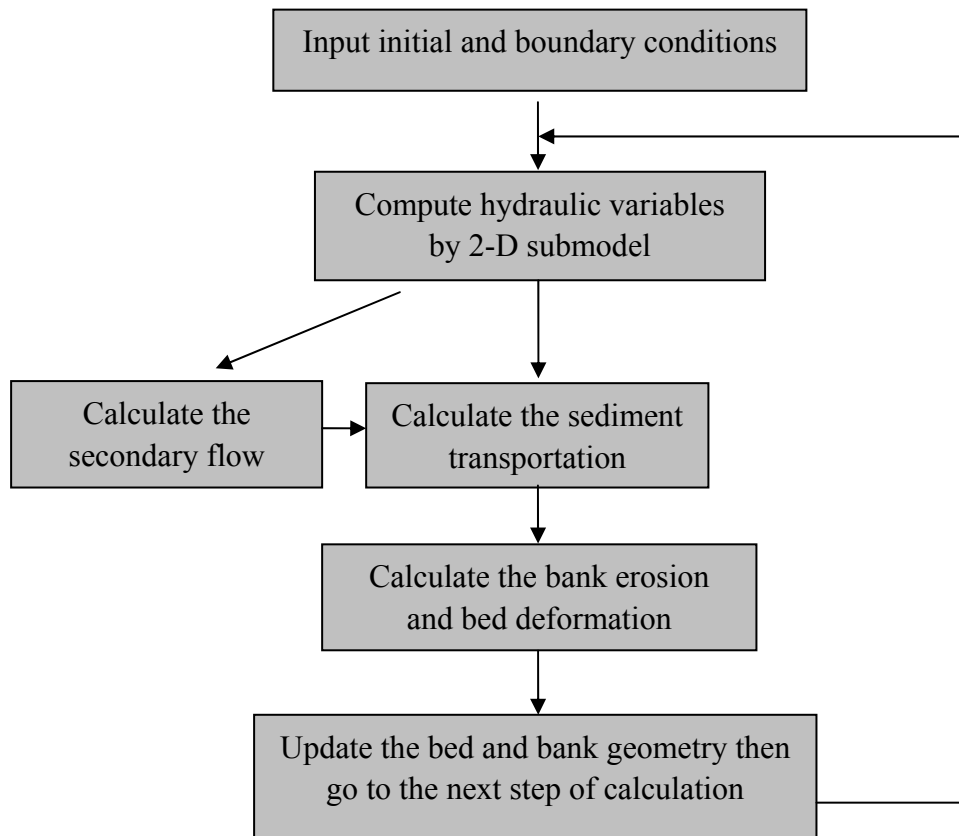 Input initial and boundary conditions
Compute hydraulic variables
by 2-D submodel
Calculate the
secondary flow
Calculate the sediment
transportation
Calculate the bank erosion
and bed deformation
Update the bed and bank geometry then
go to the next step of calculation